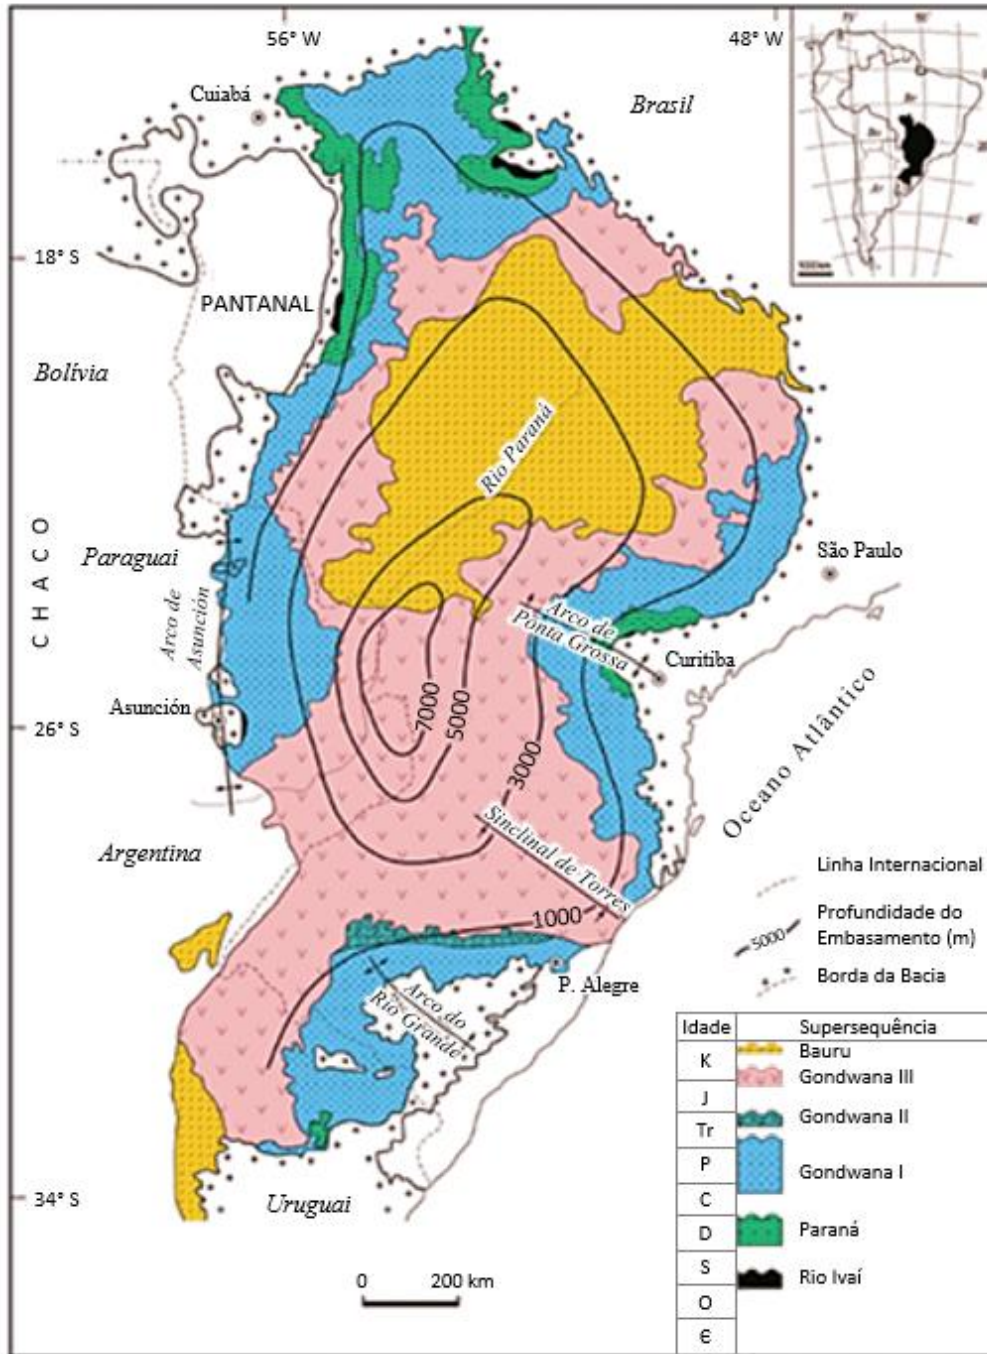 56° W
48° W
Cuiabá
Brasil
18° S
PANTANAL
Bolívia
Rio Paraná
CHACO
Paraguai
São Paulo
Arco de
Asunción
Arco de
Ponta Grossa
Curitiba
Asunción
26° S
7000
5000
3000
Oceano Atlântico
Sinclinal de Torres
Argentina
1000
Linha Internacional
5000
Profundidade do
Embasamento (m)
Borda da Bacia
P. Alegre
Arco do
Rio Grande
Idade
Supersequência
K
Bauru
Gondwana III
J
Gondwana II
Tr
P
Gondwana I
C
D
Paraná
S
Rio Ivaí
O
Є
34° S
Uruguai
0
200 km